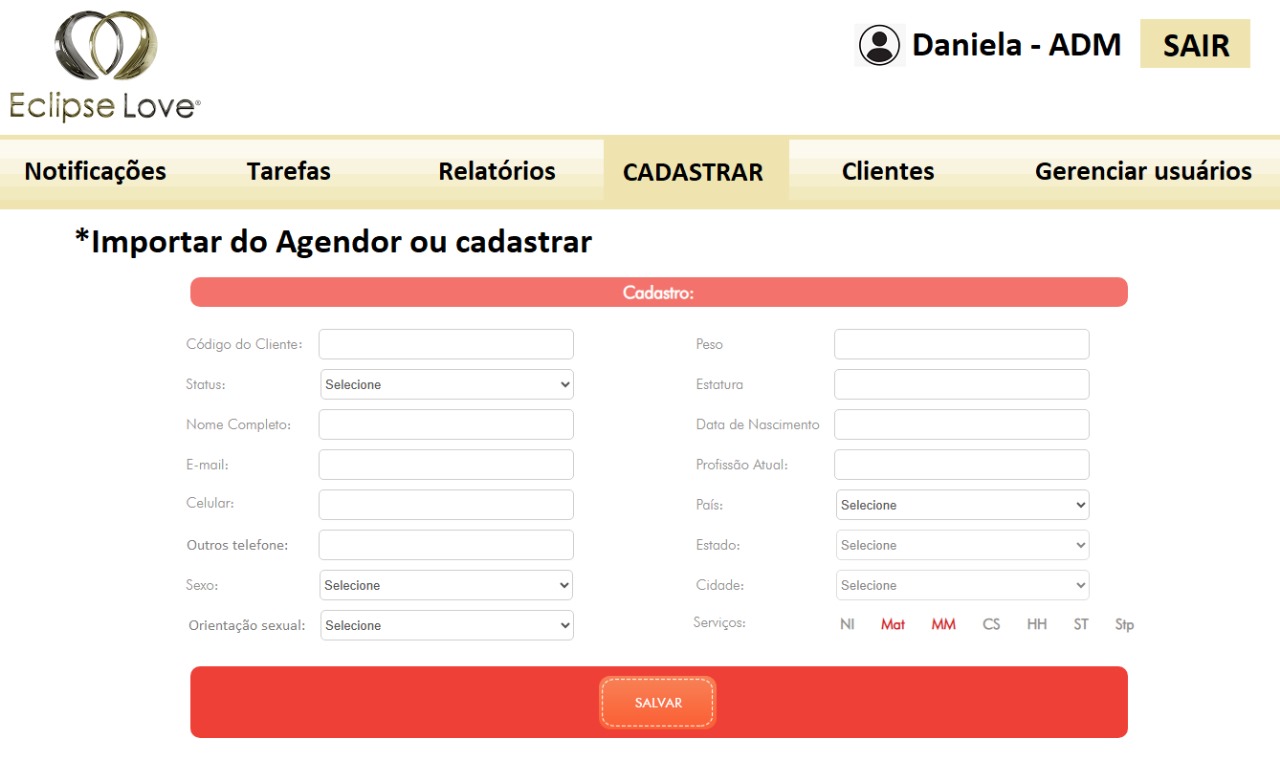 Eclipse Love®
Daniela - ADM
SAIR
Notificações
Tarefas
Relatórios
CADASTRAR
Clientes
Gerenciar usuários
*Importar do Agendor ou cadastrar
Cadastro:
Código do Cliente:
Status: Selecione
Nome Completo:
E-mail:
Celular:
Outros telefone:
Sexo: Selecione
Orientação sexual: Selecione
Peso
Estatura
Data de Nascimento
Profissão Atual:
País: Selecione
Estado: Selecione
Cidade: Selecione
Serviços: NI Mat MM CS HH ST Stp
SALVAR